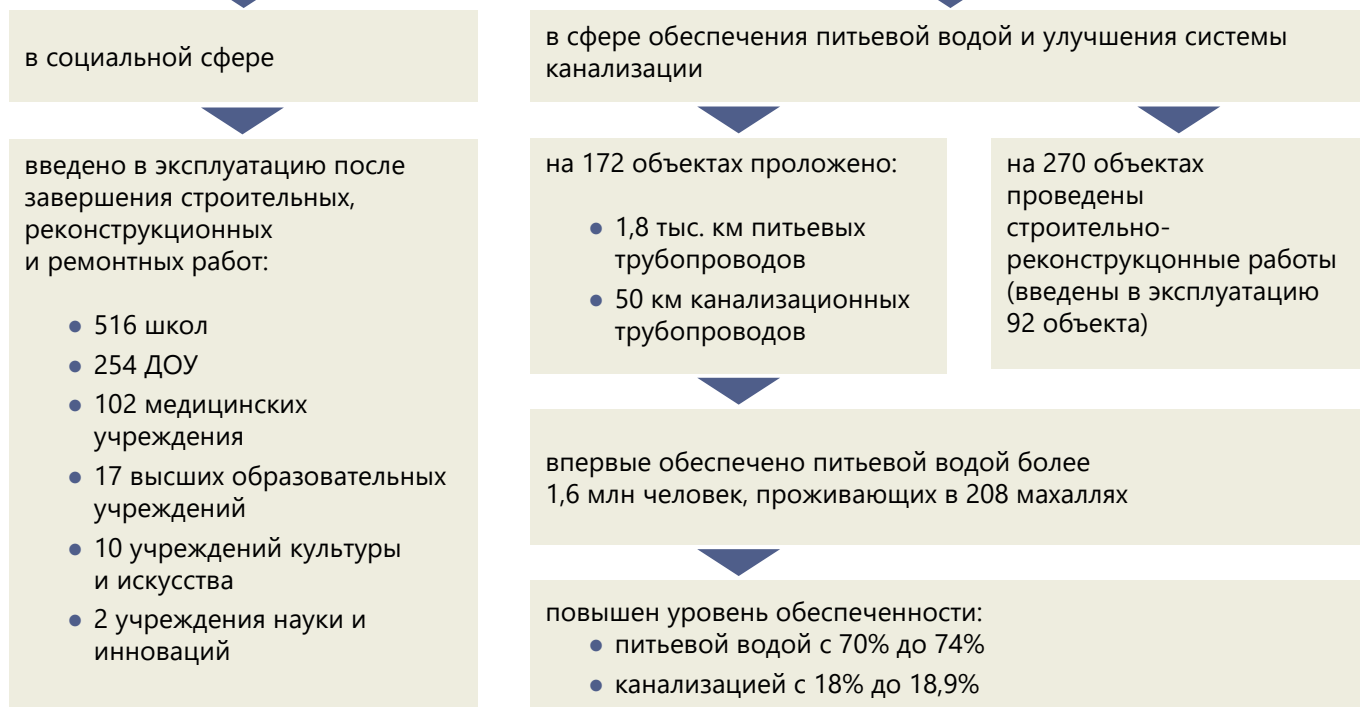 в социальной сфере
введено в эксплуатацию после
завершения строительных,
реконструкционных
и ремонтных работ:
● 516 школ
● 254 ДОУ
● 102 медицинских
учреждения
● 17 высших образовательных
учреждений
● 10 учреждений культуры
и искусства
● 2 учреждения науки и
инноваций
в сфере обеспечения питьевой водой и улучшения системы
канализации
на 172 объектах проложено:
● 1,8 тыс. км питьевых
трубопроводов
● 50 км канализационных
трубопроводов
на 270 объектах
проведены
строительно-
реконструкцонные работы
(введены в эксплуатацию
92 объекта)
впервые обеспечено питьевой водой более
1,6 млн человек, проживающих в 208 махаллях
повышен уровень обеспеченности:
● питьевой водой с 70% до 74%
● канализацией с 18% до 18,9%